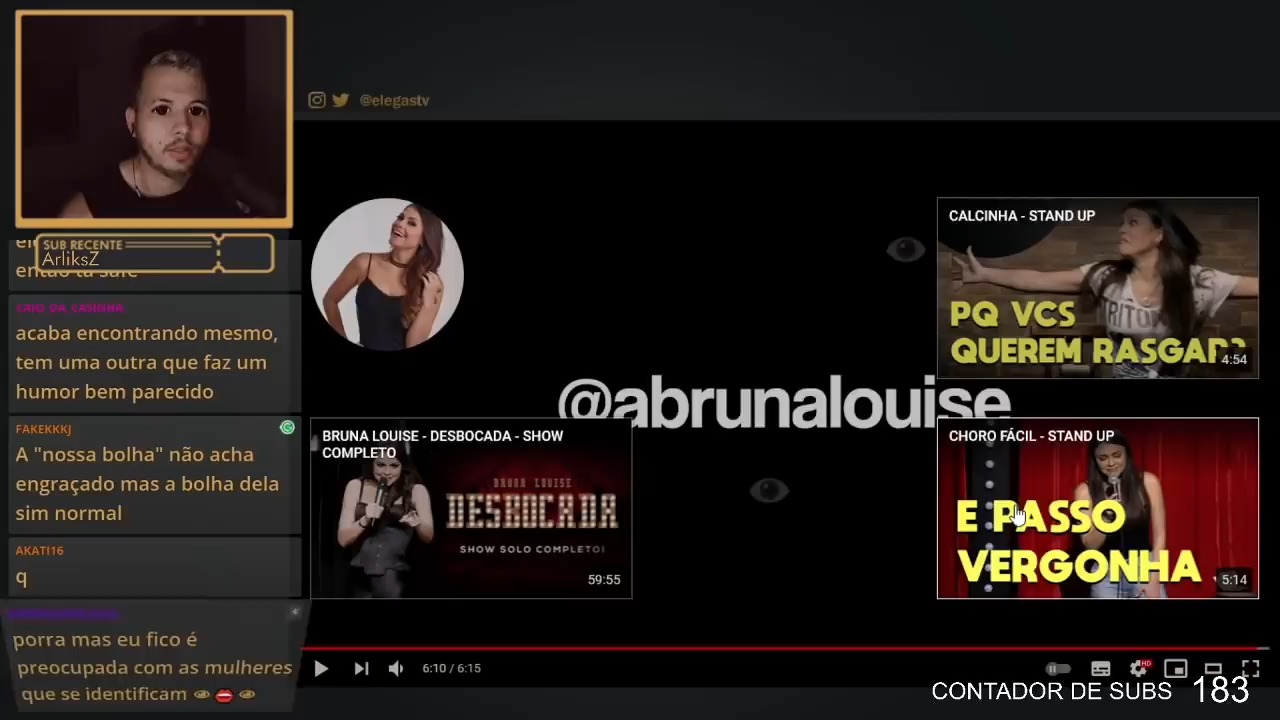 @elegastv
SUB RECENTE
ArliksZ
então tá safe
CAIO DA CASINHA
acaba encontrando mesmo,
tem uma outra que faz um
humor bem parecido
FAKEKKKJ
A "nossa bolha" não acha
engraçado mas a bolha dela
sim normal
AKATI16
q
porra mas eu fico é
preocupada com as mulheres
que se identificam
CALCINHA - STAND UP
PQ VCS
QUEREM RASGAR?
4:54
@abrunalouise
BRUNA LOUISE - DESBOCADA - SHOW
COMPLETO
BRUNA LOUISE
DESBOCADA
SHOW SOLO COMPLETO!
59:55
CHORO FÁCIL - STAND UP
E PASSO
VERGONHA
5:14
6:10 / 6:15
HD
CONTADOR DE SUBS 183